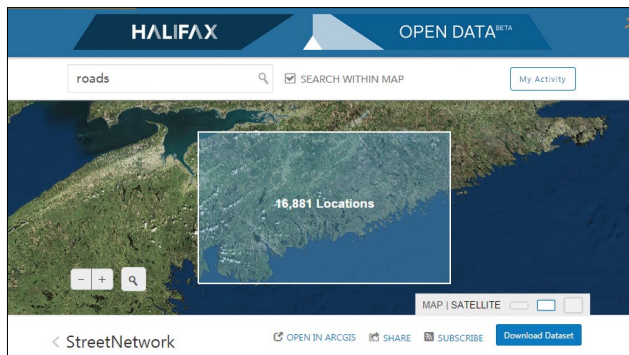 HALIFAX
OPEN DATA BETA
roads
SEARCH WITHIN MAP
My Activity
16,881 Locations
− +
MAP | SATELLITE
< StreetNetwork
OPEN IN ARCGIS SHARE SUBSCRIBE Download Dataset